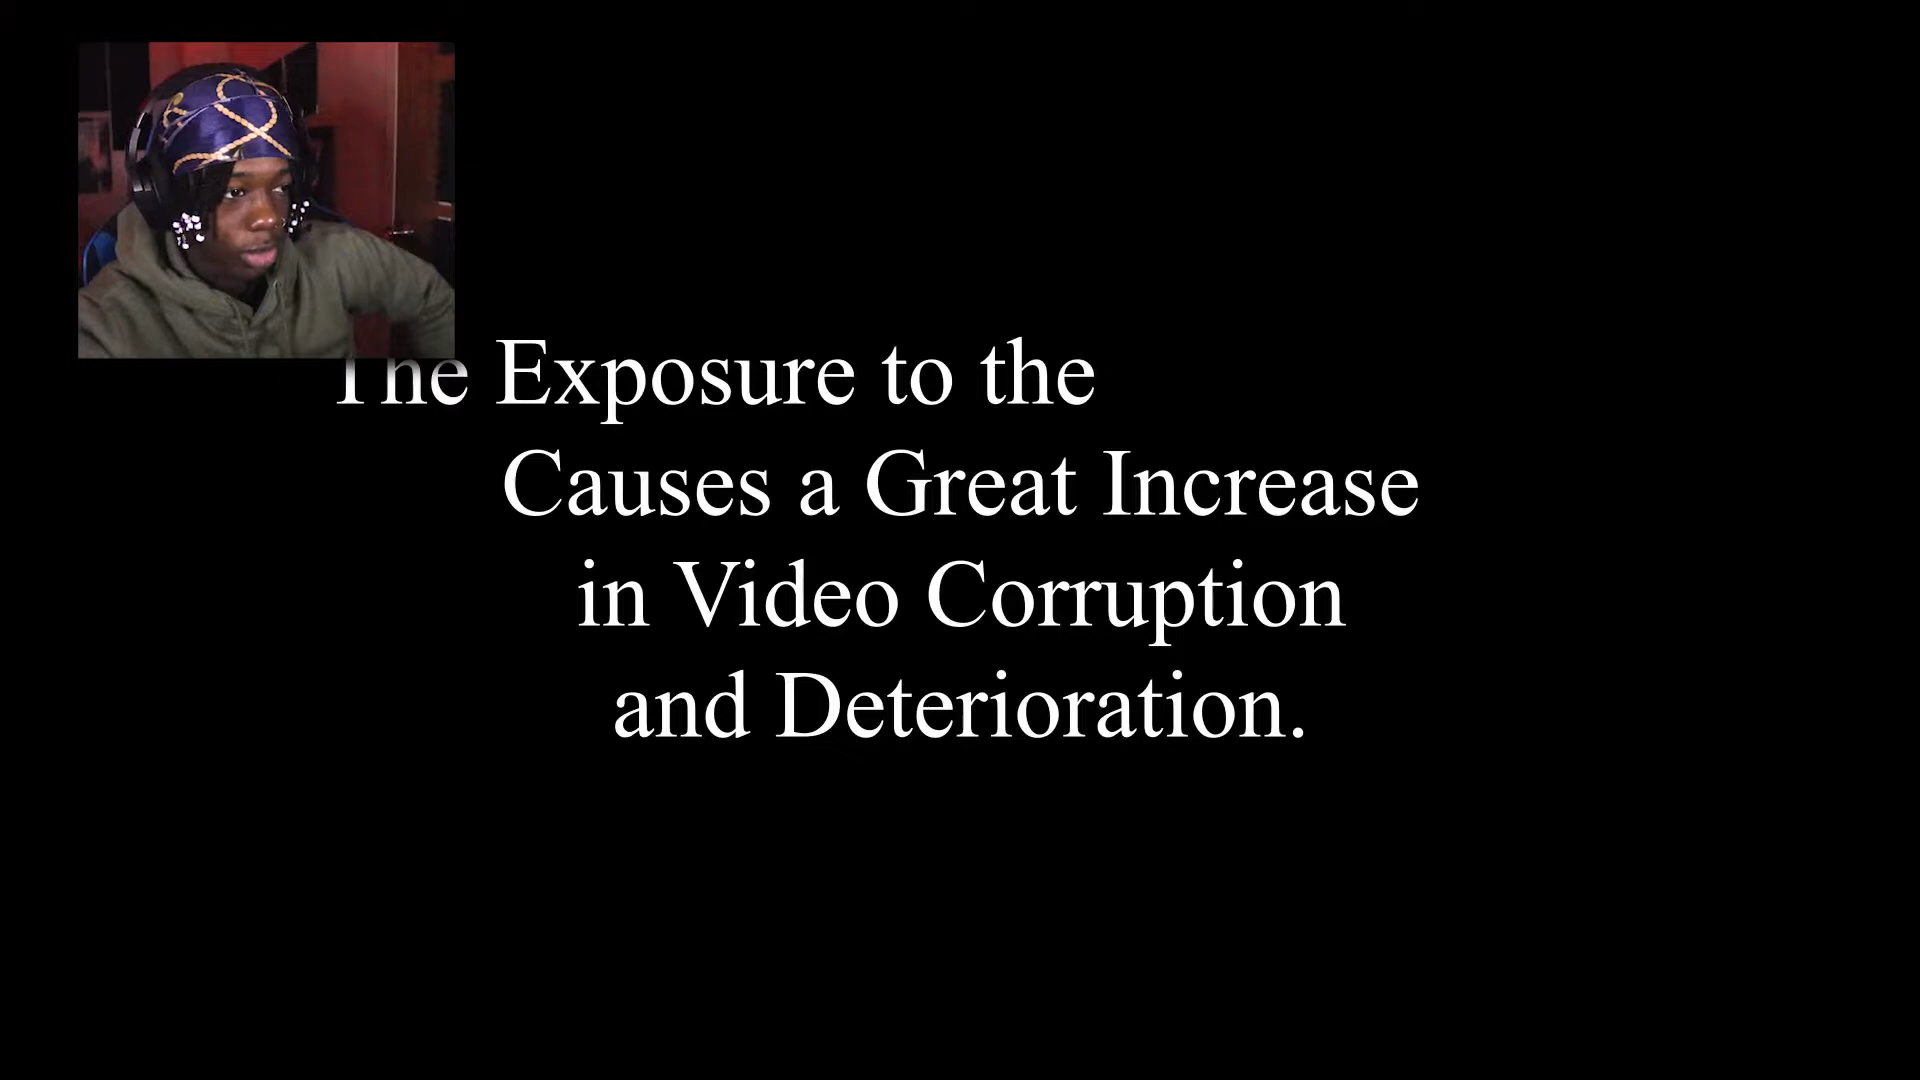 The Exposure to the
Causes a Great Increase
in Video Corruption
and Deterioration.